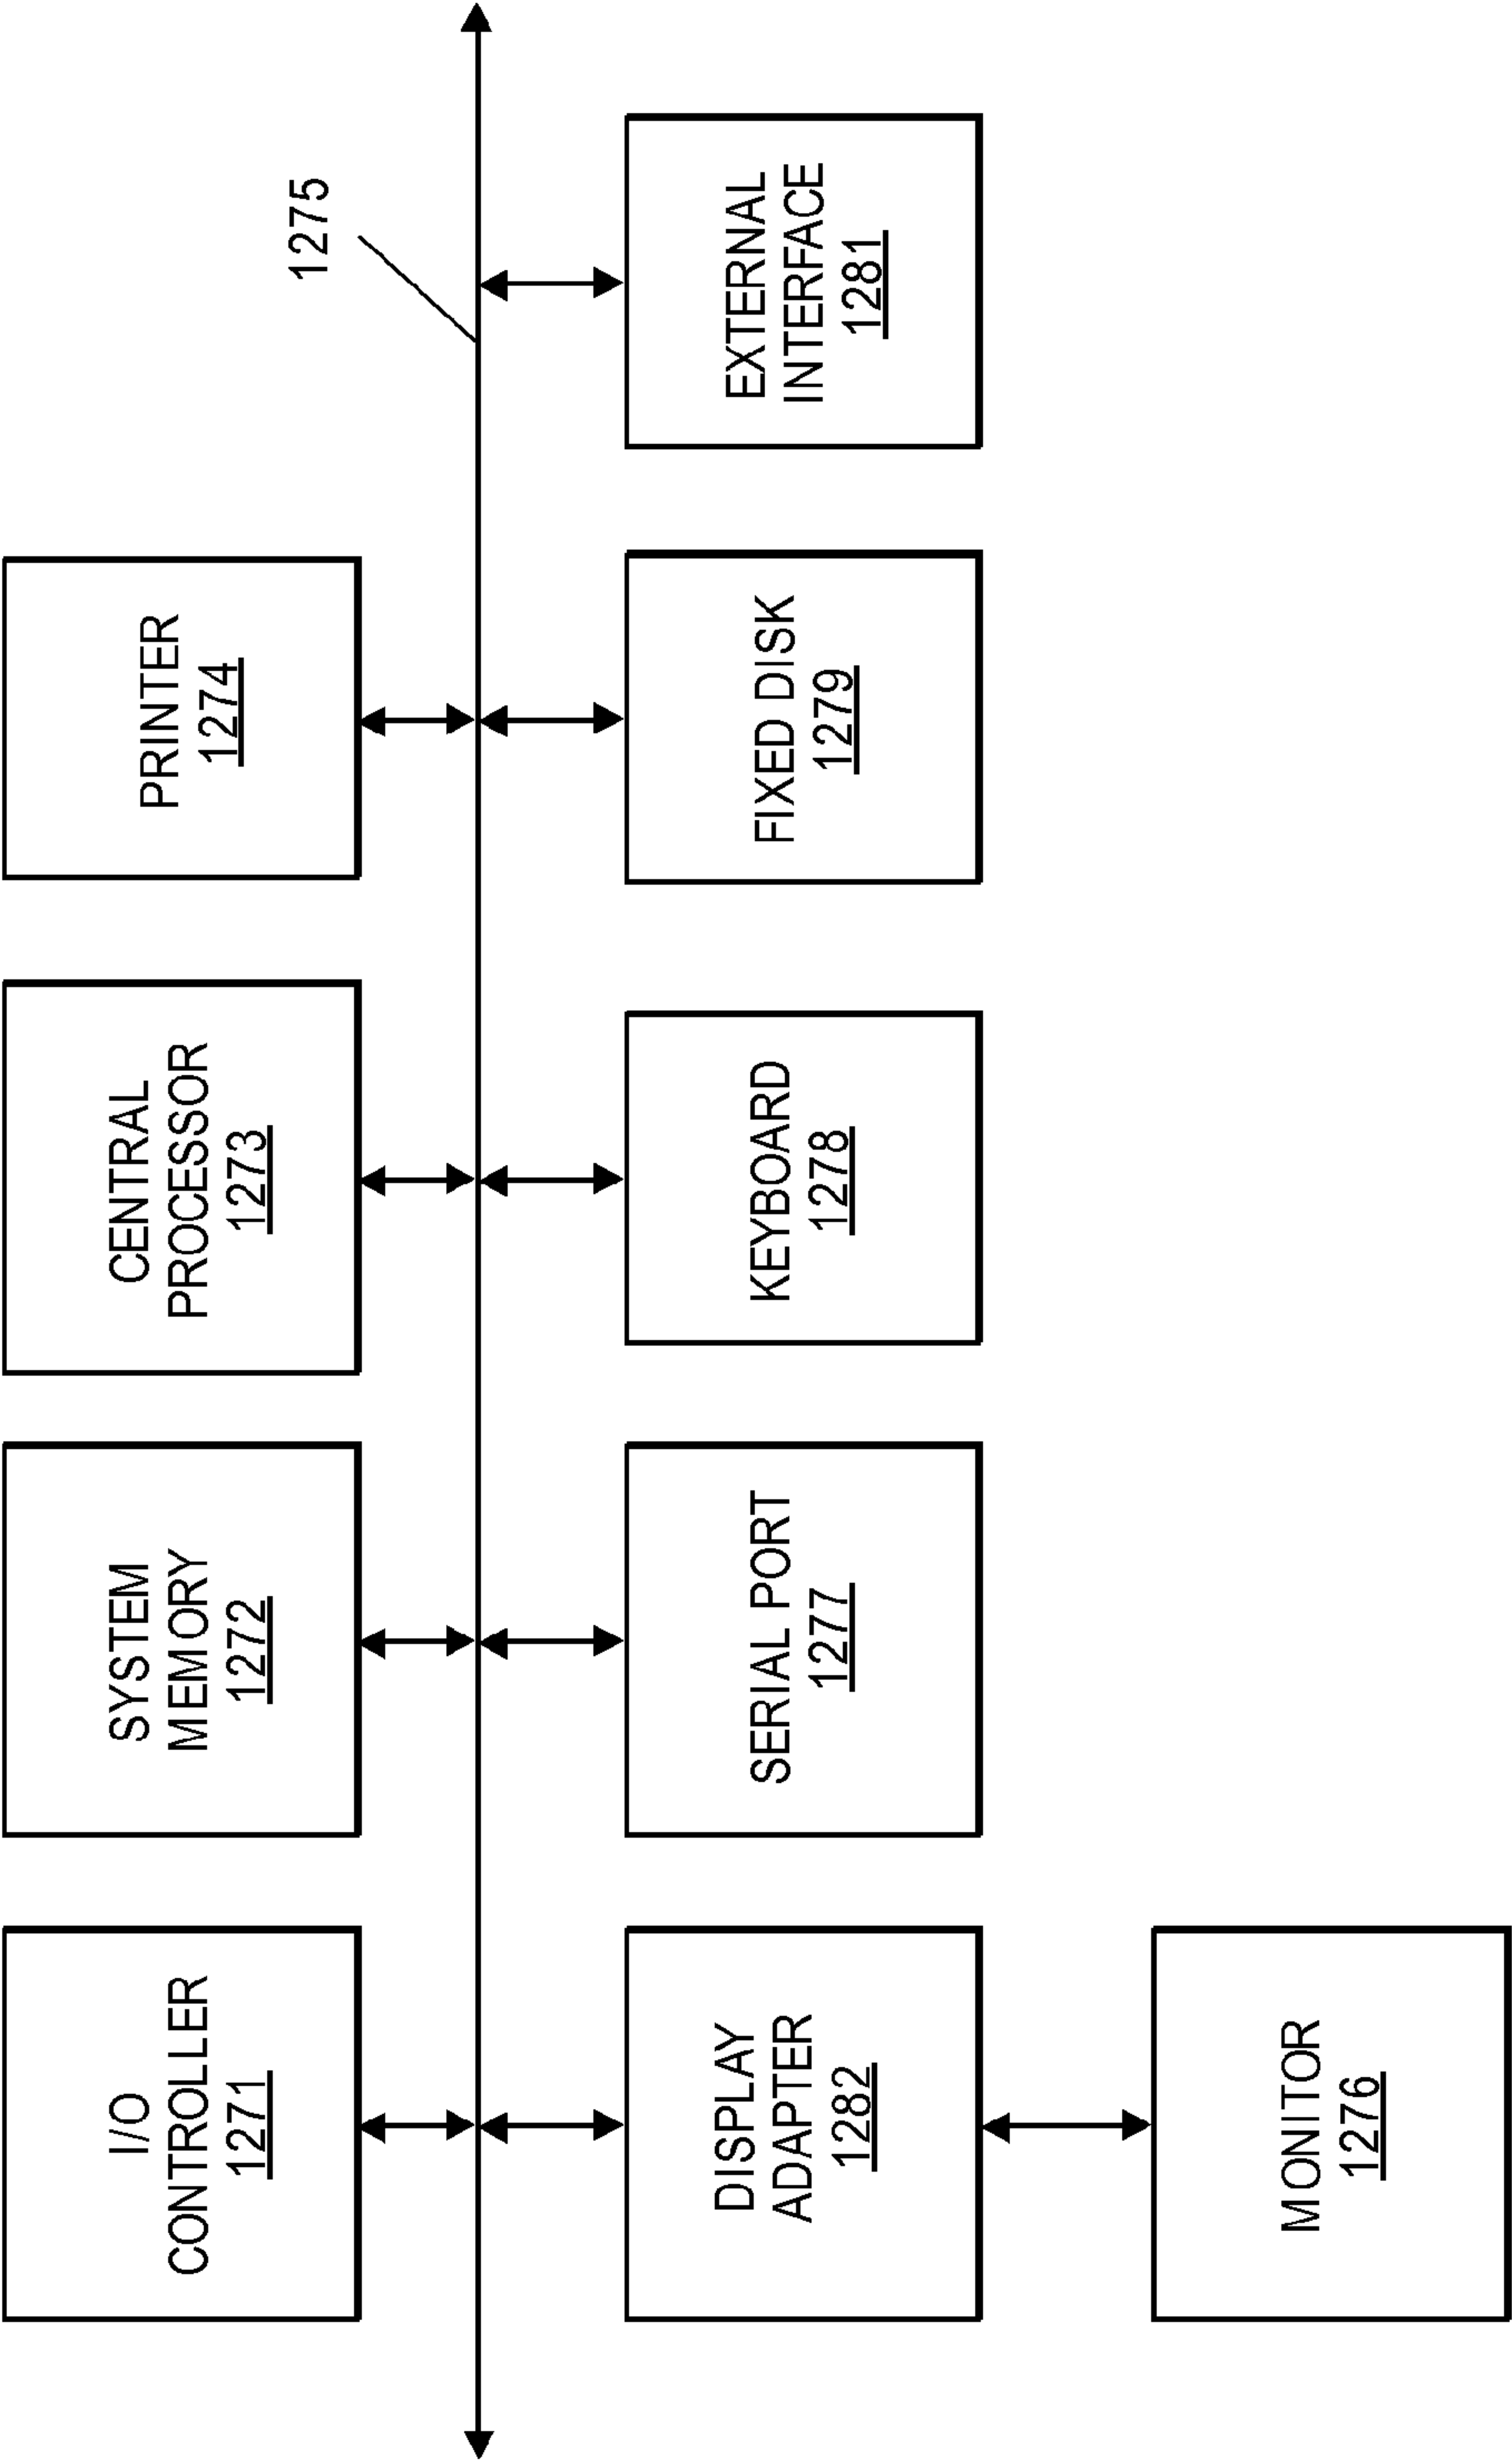 I/O
CONTROLLER
1271
SYSTEM
MEMORY
1272
CENTRAL
PROCESSOR
1273
PRINTER
1274
1275
DISPLAY
ADAPTER
1282
SERIAL PORT
1277
KEYBOARD
1278
FIXED DISK
1279
EXTERNAL
INTERFACE
1281
MONITOR
1276